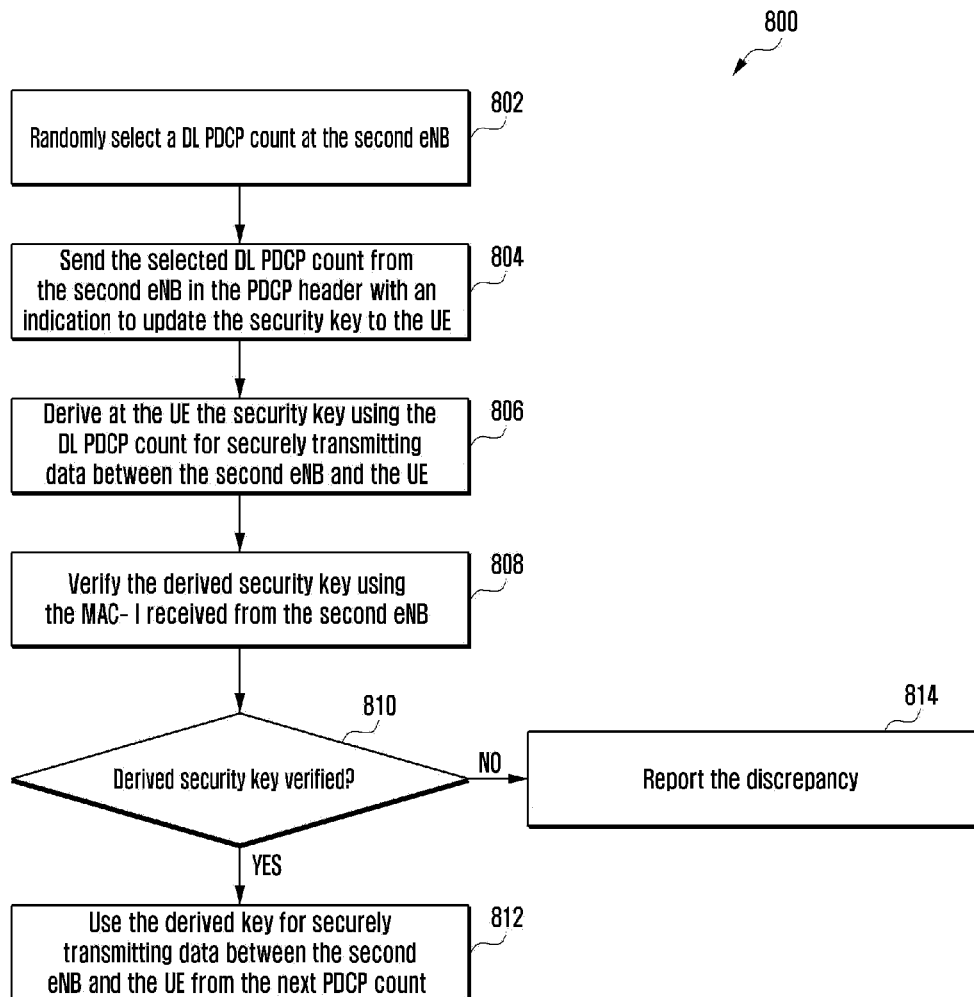 800
802
Randomly select a DL PDCP count at the second eNB
804
Send the selected DL PDCP count from
the second eNB in the PDCP header with an
indication to update the security key to the UE
806
Derive at the UE the security key using the
DL PDCP count for securely transmitting
data between the second eNB and the UE
808
Verify the derived security key using
the MAC- I received from the second eNB
810
Derived security key verified?
NO
814
Report the discrepancy
YES
812
Use the derived key for securely
transmitting data between the second
eNB and the UE from the next PDCP count